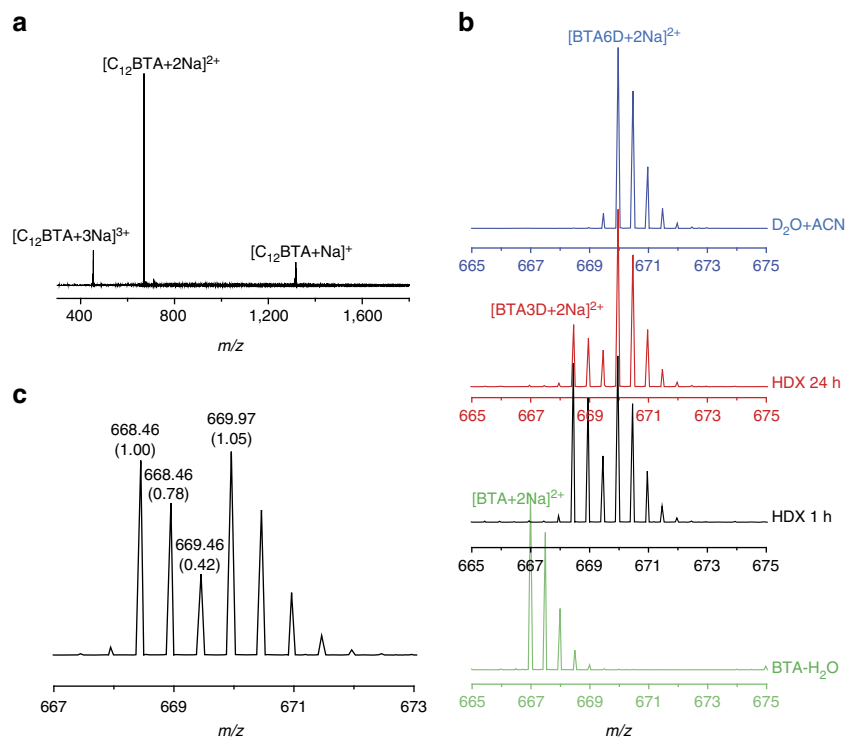 a
[C₁₂BTA+2Na]²⁺
[C₁₂BTA+3Na]³⁺
[C₁₂BTA+Na]⁺
400 800 1,200 1,600
m/z
b
[BTA6D+2Na]²⁺
D₂O+ACN
665 667 669 671 673 675
[BTA3D+2Na]²⁺
HDX 24 h
665 667 669 671 673 675
[BTA+2Na]²⁺
HDX 1 h
665 667 669 671 673 675
BTA-H₂O
665 667 669 671 673 675
m/z
c
668.46
(1.00)
668.46
(0.78)
669.46
(0.42)
669.97
(1.05)
667 669 671 673
m/z